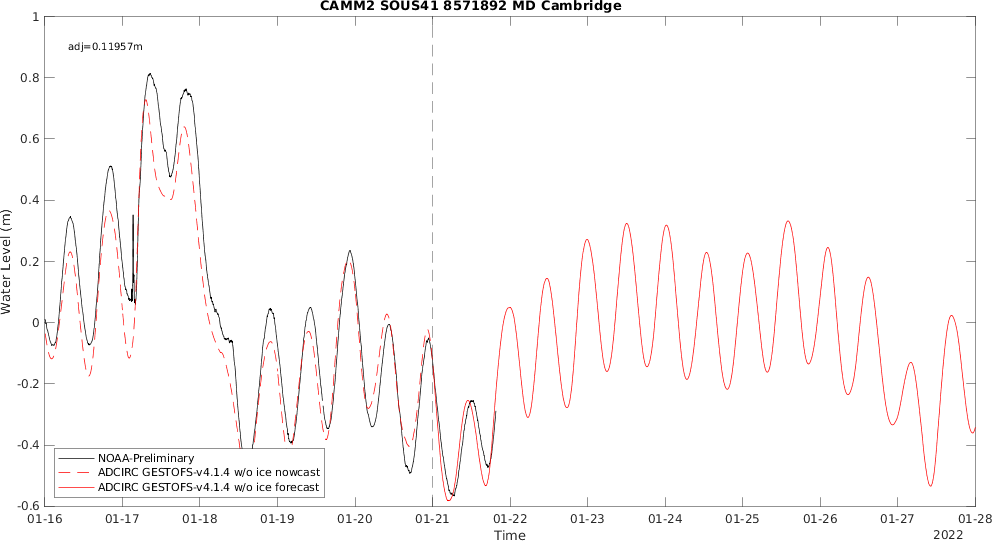 CAMM2 SOUS41 8571892 MD Cambridge
adj=0.11957m
Water Level (m)
1
0.8
0.6
0.4
0.2
0
-0.2
-0.4
-0.6
NOAA-Preliminary
ADCIRC GESTOFS-v4.1.4 w/o ice nowcast
ADCIRC GESTOFS-v4.1.4 w/o ice forecast
01-16 01-17 01-18 01-19 01-20 01-21 01-22 01-23 01-24 01-25 01-26 01-27 01-28
Time
2022